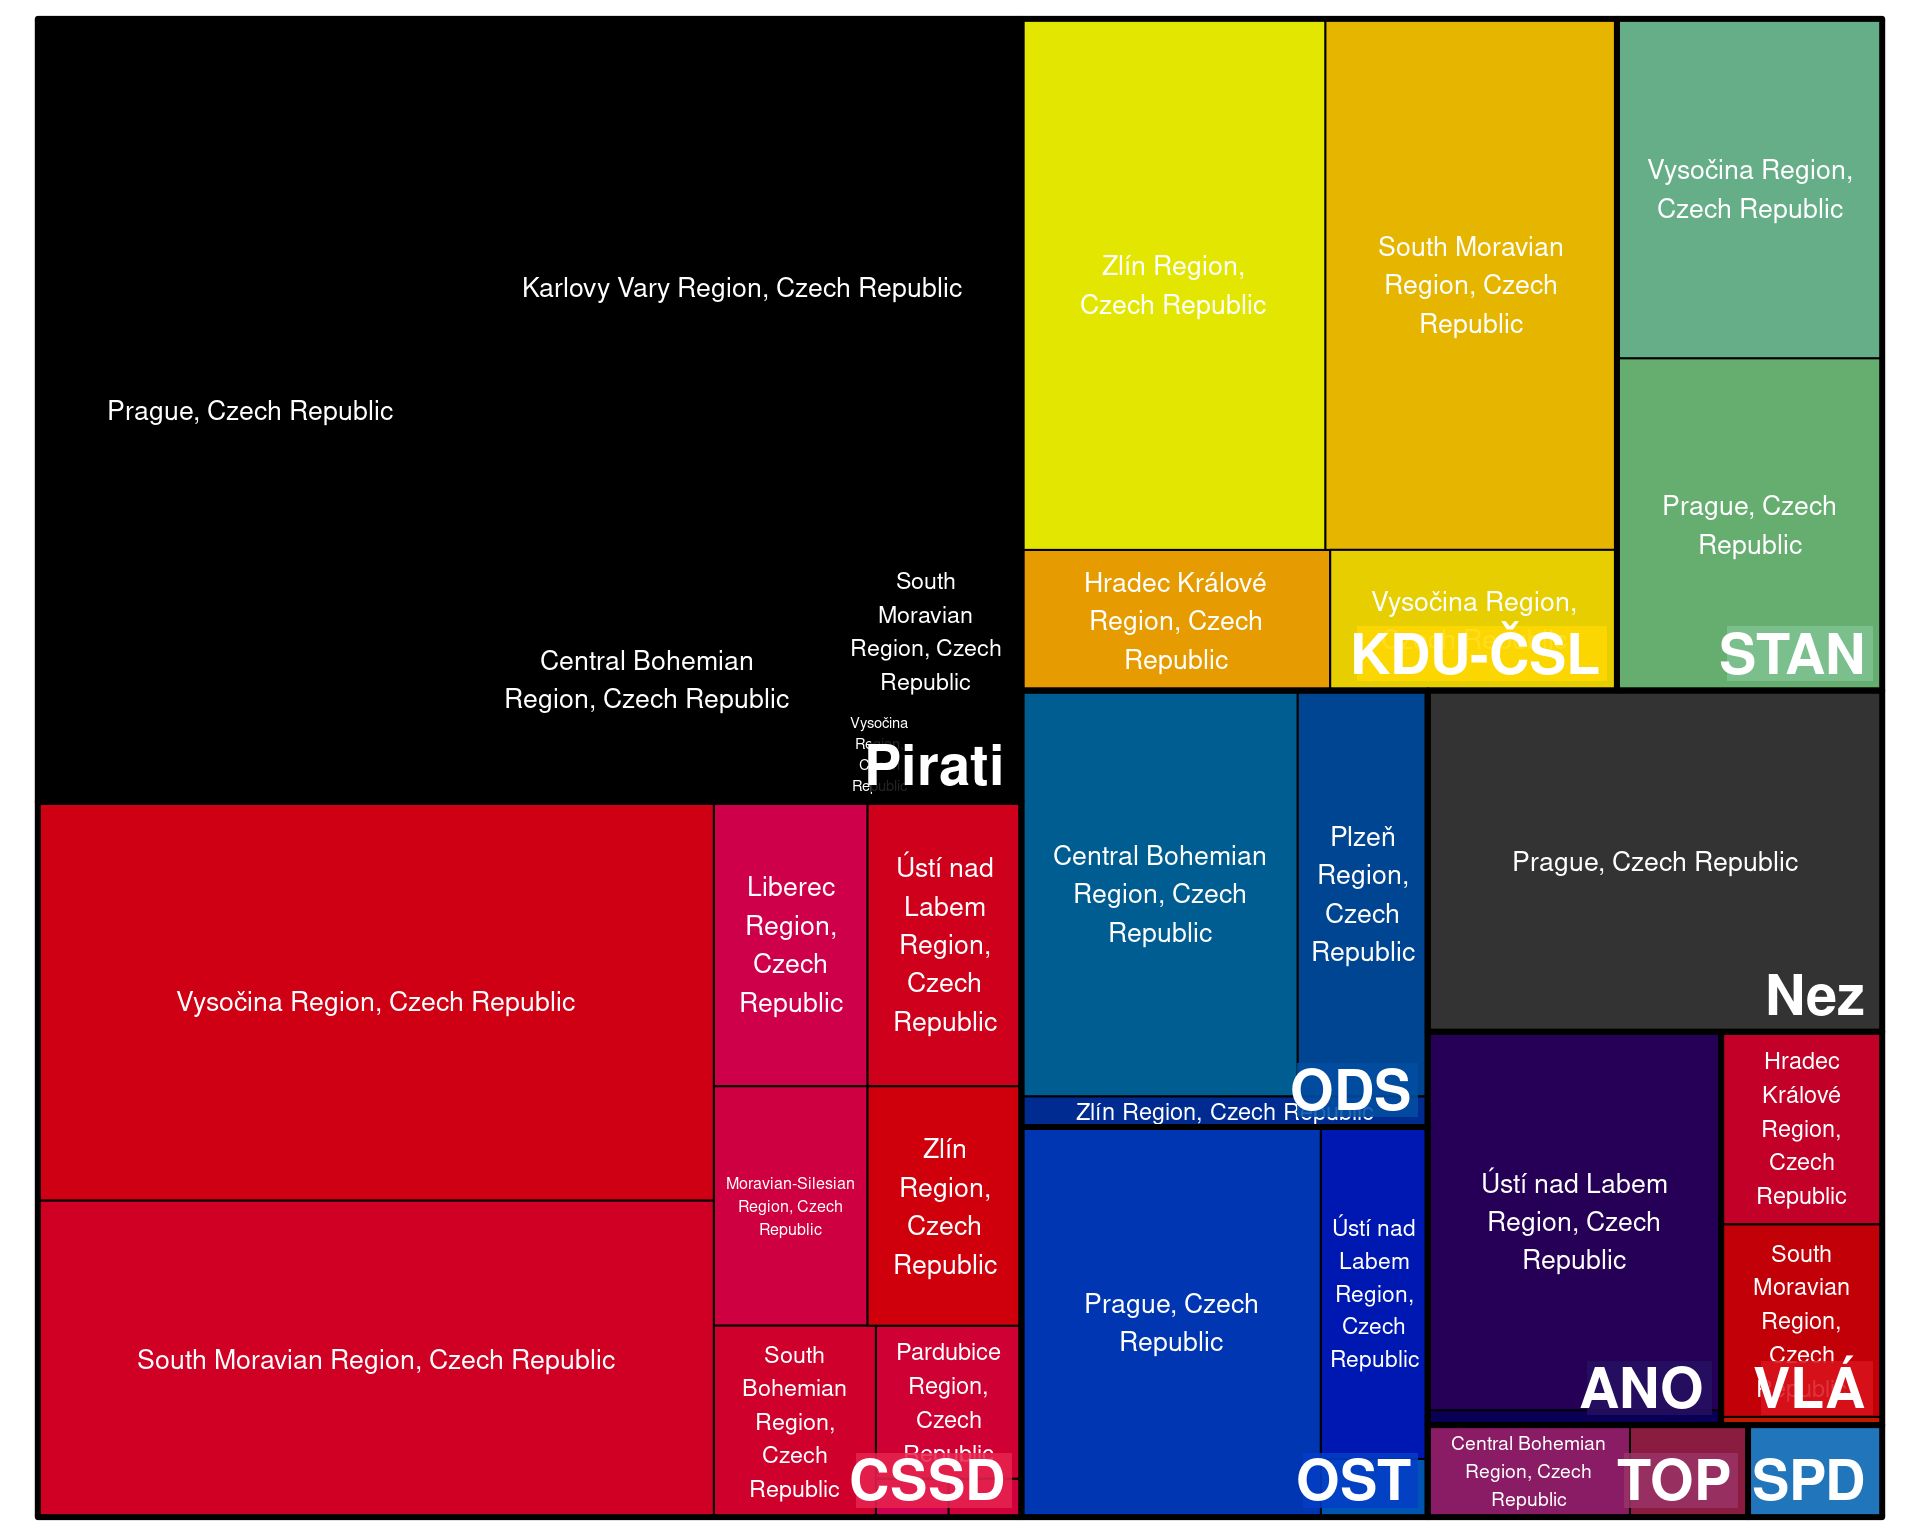 Karlovy Vary Region, Czech Republic
Prague, Czech Republic
Central Bohemian
Region, Czech Republic
South
Moravian
Region, Czech
Republic
Vysočina
Pirati
Zlín Region,
Czech Republic
South Moravian
Region, Czech
Republic
Hradec Králové
Region, Czech
Republic
Vysočina Region,
KDU-ČSL
Vysočina Region,
Czech Republic
Prague, Czech
Republic
STAN
Vysočina Region, Czech Republic
South Moravian Region, Czech Republic
Liberec
Region,
Czech
Republic
Ústí nad
Labem
Region,
Czech
Republic
Moravian-Silesian
Region, Czech
Republic
Zlín
Region,
Czech
Republic
South
Bohemian
Region,
Czech
Republic
Pardubice
Region,
Czech
Republic
CSSD
Central Bohemian
Region, Czech
Republic
Plzeň
Region,
Czech
Republic
Zlín Region, Czech Republic
ODS
Prague, Czech
Republic
Ústí nad
Labem
Region,
Czech
Republic
OST
Prague, Czech Republic
Nez
Ústí nad Labem
Region, Czech
Republic
ANO
Hradec
Králové
Region,
Czech
Republic
South
Moravian
Region,
Czech
VLÁ
Central Bohemian
Region, Czech
Republic
TOP
SPD